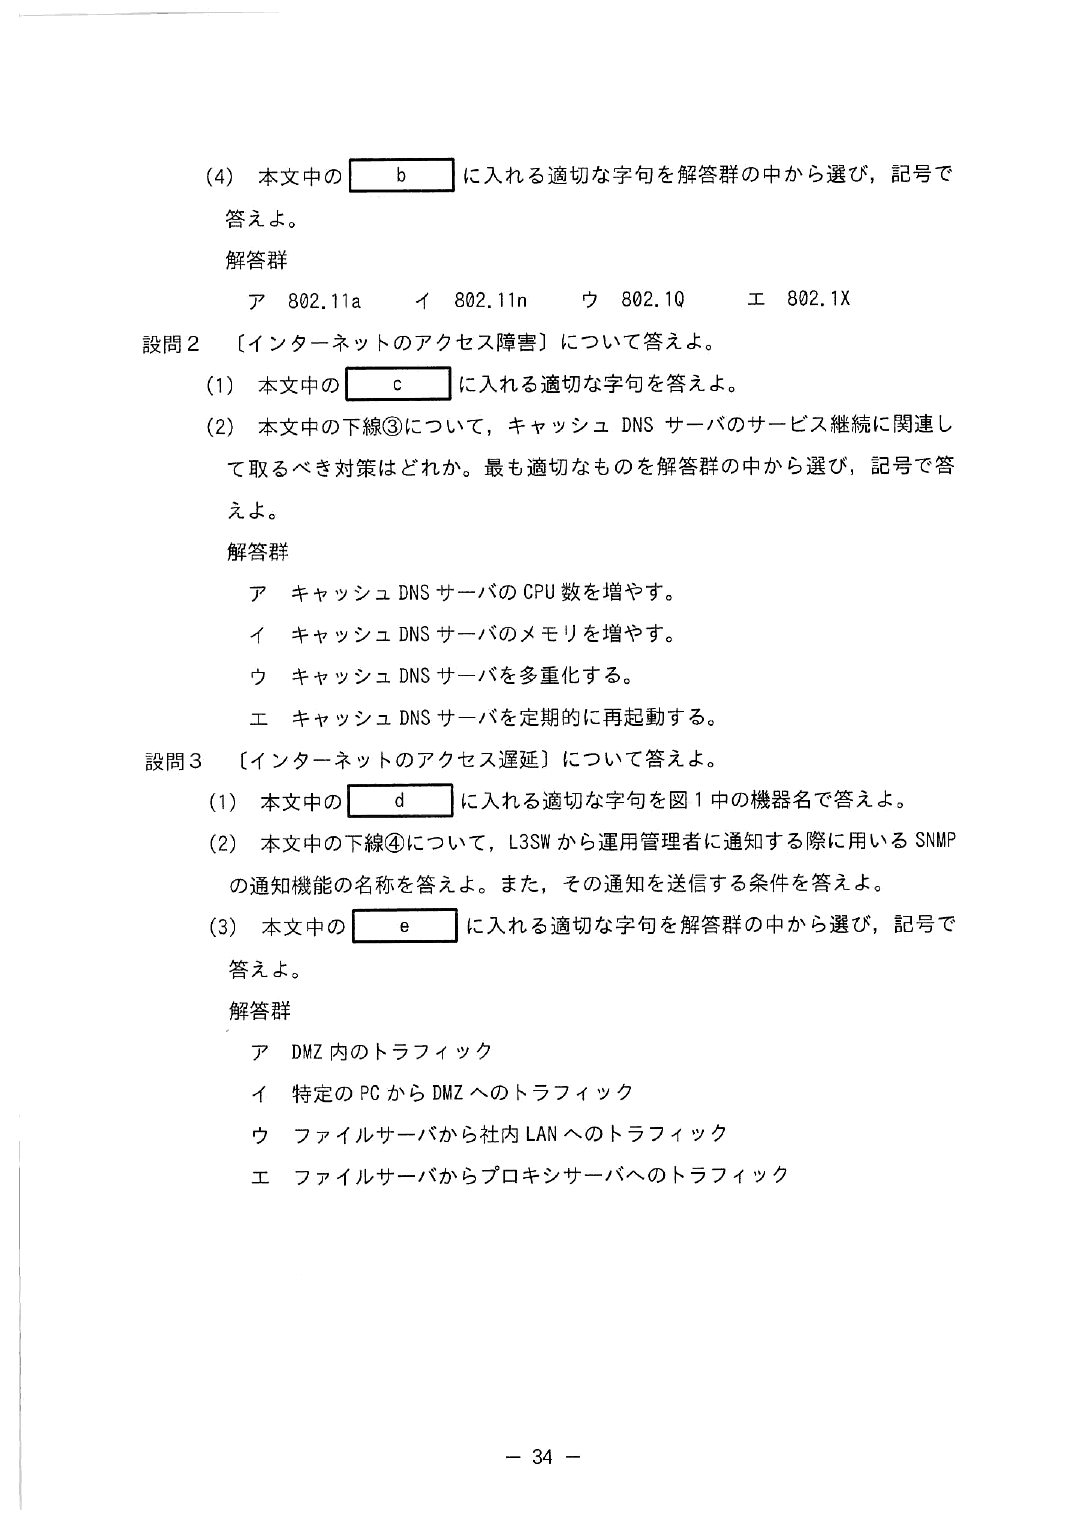 (4) 本文中の b に入れる適切な字句を解答群の中から選び，記号で
答えよ。
解答群
ア 802.11a イ 802.11n ウ 802.1Q エ 802.1X
設問２ 〔インターネットのアクセス障害〕について答えよ。
(1) 本文中の c に入れる適切な字句を答えよ。
(2) 本文中の下線③について，キャッシュ DNS サーバのサービス継続に関連し
て取るべき対策はどれか。最も適切なものを解答群の中から選び，記号で答
えよ。
解答群
ア キャッシュ DNS サーバの CPU 数を増やす。
イ キャッシュ DNS サーバのメモリを増やす。
ウ キャッシュ DNS サーバを多重化する。
エ キャッシュ DNS サーバを定期的に再起動する。
設問３ 〔インターネットのアクセス遅延〕について答えよ。
(1) 本文中の d に入れる適切な字句を図１中の機器名で答えよ。
(2) 本文中の下線④について，L3SW から運用管理者に通知する際に用いる SNMP
の通知機能の名称を答えよ。また，その通知を送信する条件を答えよ。
(3) 本文中の e に入れる適切な字句を解答群の中から選び，記号で
答えよ。
解答群
ア DMZ 内のトラフィック
イ 特定の PC から DMZ へのトラフィック
ウ ファイルサーバから社内 LAN へのトラフィック
エ ファイルサーバからプロキシサーバへのトラフィック
－ 34 －